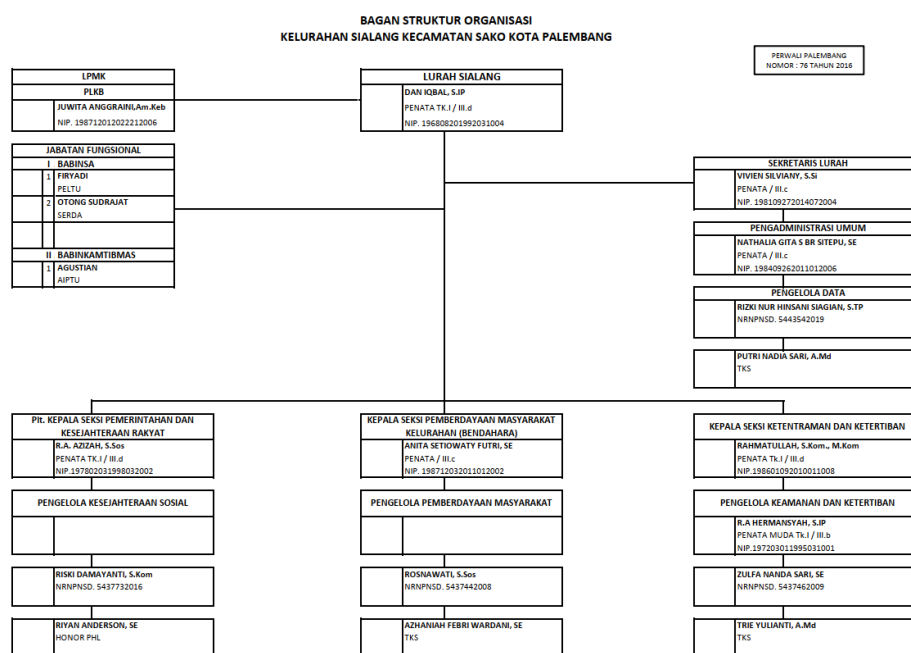 BAGAN STRUKTUR ORGANISASI
KELURAHAN SIALANG KECAMATAN SAKO KOTA PALEMBANG
PERWALI PALEMBANG
NOMOR : 76 TAHUN 2016
LPMK
PLKB
JUWITA ANGGRAINI,Am.Keb
NIP. 198712012022212006
LURAH SIALANG
DAN IQBAL, S.IP
PENATA TK.I / III.d
NIP. 196808201992031004
JABATAN FUNGSIONAL
I BABINSA
1 FIRYADI
PELTU
2 OTONG SUDRAJAT
SERDA
II BABINKAMTIBMAS
1 AGUSTIAN
AIPTU
SEKRETARIS LURAH
VIVIEN SILVIANY, S.Si
PENATA / III.c
NIP. 198109272014072004
PENGADMINISTRASI UMUM
NATHALIA GITA S BR SITEPU, SE
PENATA / III.c
NIP. 198409262011012006
PENGELOLA DATA
RIZKI NUR HINSANI SIAGIAN, S.TP
NRNPNSD. 5443542019
PUTRI NADIA SARI, A.Md
TKS
Plt. KEPALA SEKSI PEMERINTAHAN DAN
KESEJAHTERAAN RAKYAT
R.A. AZIZAH, S.Sos
PENATA TK.I / III.d
NIP.197802031998032002
PENGELOLA KESEJAHTERAAN SOSIAL
RISKI DAMAYANTI, S.Kom
NRNPNSD. 5437732016
RIYAN ANDERSON, SE
HONOR PHL
KEPALA SEKSI PEMBERDAYAAN MASYARAKAT
KELURAHAN (BENDAHARA)
ANITA SETIOWATY FUTRI, SE
PENATA / III.c
NIP. 198712032011012002
PENGELOLA PEMBERDAYAAN MASYARAKAT
ROSNAWATI, S.Sos
NRNPNSD. 5437442008
AZHANIAH FEBRI WARDANI, SE
TKS
KEPALA SEKSI KETENTRAMAN DAN KETERTIBAN
RAHMATULLAH, S.Kom., M.Kom
PENATA Tk.I / III.d
NIP.198601092010011008
PENGELOLA KEAMANAN DAN KETERTIBAN
R.A HERMANSYAH, S.IP
PENATA MUDA Tk.I / III.b
NIP.197203011995031001
ZULFA NANDA SARI, SE
NRNPNSD. 5437462009
TRIE YULIANTI, A.Md
TKS